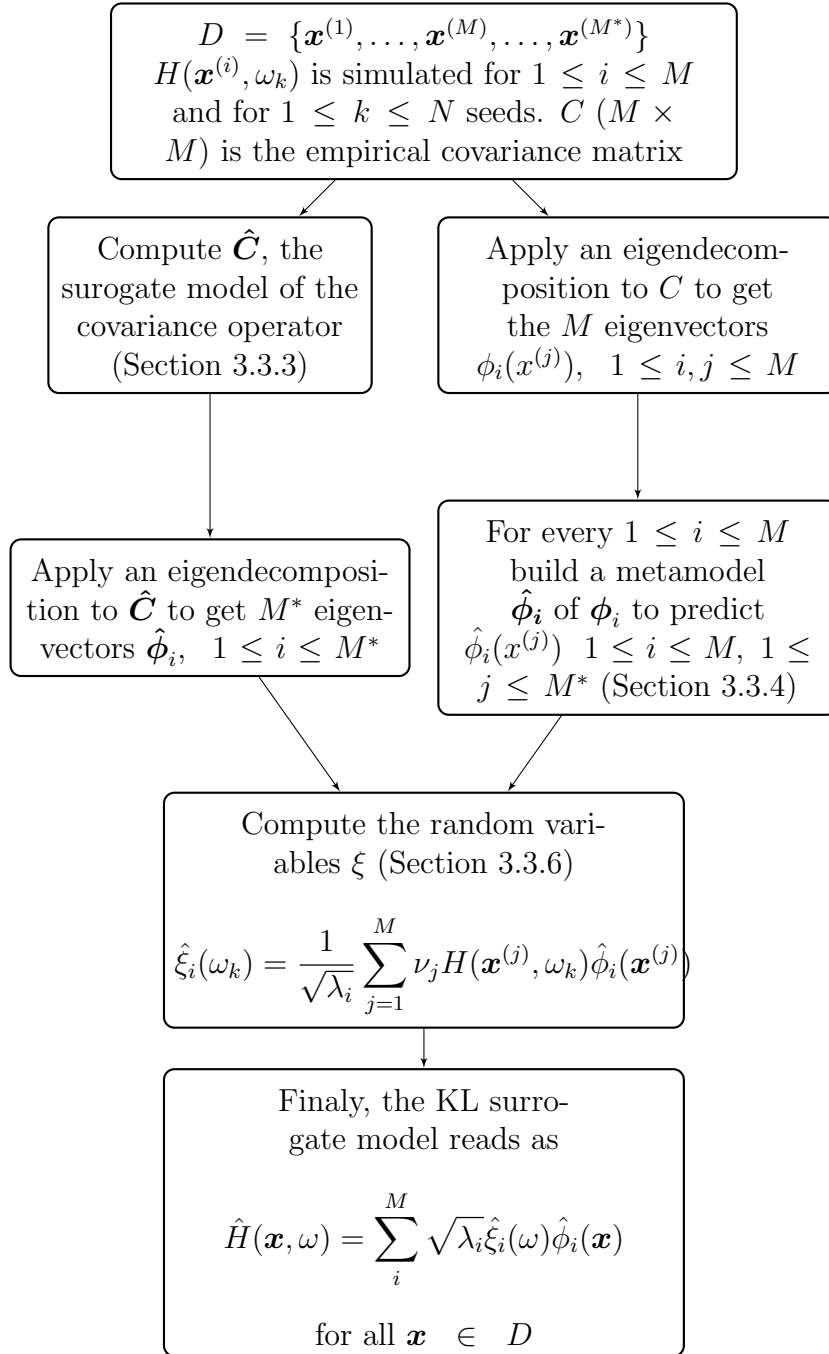 D = {x^(1), . . . , x^(M), . . . , x^(M*)}
H(x^(i), ω_k) is simulated for 1 ≤ i ≤ M
and for 1 ≤ k ≤ N seeds. C (M ×
M) is the empirical covariance matrix
Compute Ĉ, the
surogate model of the
covariance operator
(Section 3.3.3)
Apply an eigendecom-
position to C to get
the M eigenvectors
ϕ_i(x^(j)), 1 ≤ i, j ≤ M
Apply an eigendecomposi-
tion to Ĉ to get M* eigen-
vectors ϕ̂_i, 1 ≤ i ≤ M*
For every 1 ≤ i ≤ M
build a metamodel
ϕ̂_i of ϕ_i to predict
ϕ̂_i(x^(j)) 1 ≤ i ≤ M, 1 ≤
j ≤ M* (Section 3.3.4)
Compute the random vari-
ables ξ (Section 3.3.6)
ξ̂_i(ω_k) = 1/√λ_i ∑_{j=1}^{M} ν_j H(x^(j), ω_k)ϕ̂_i(x^(j))
Finaly, the KL surro-
gate model reads as
Ĥ(x, ω) = ∑_{i}^{M} √λ_i ξ̂_i(ω)ϕ̂_i(x)
for all x ∈ D